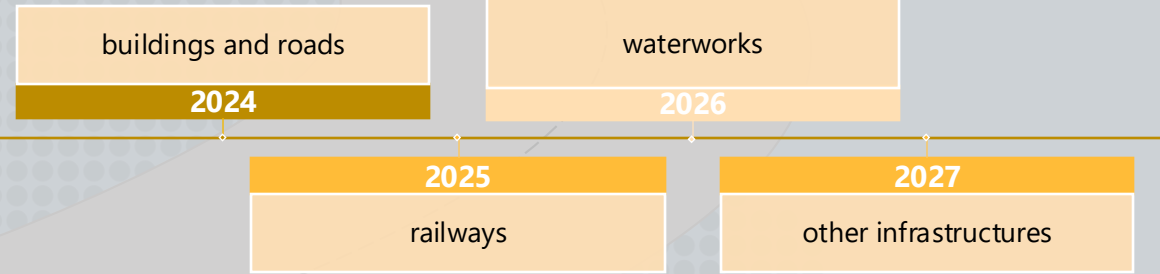 buildings and roads
2024
waterworks
2026
2025
railways
2027
other infrastructures